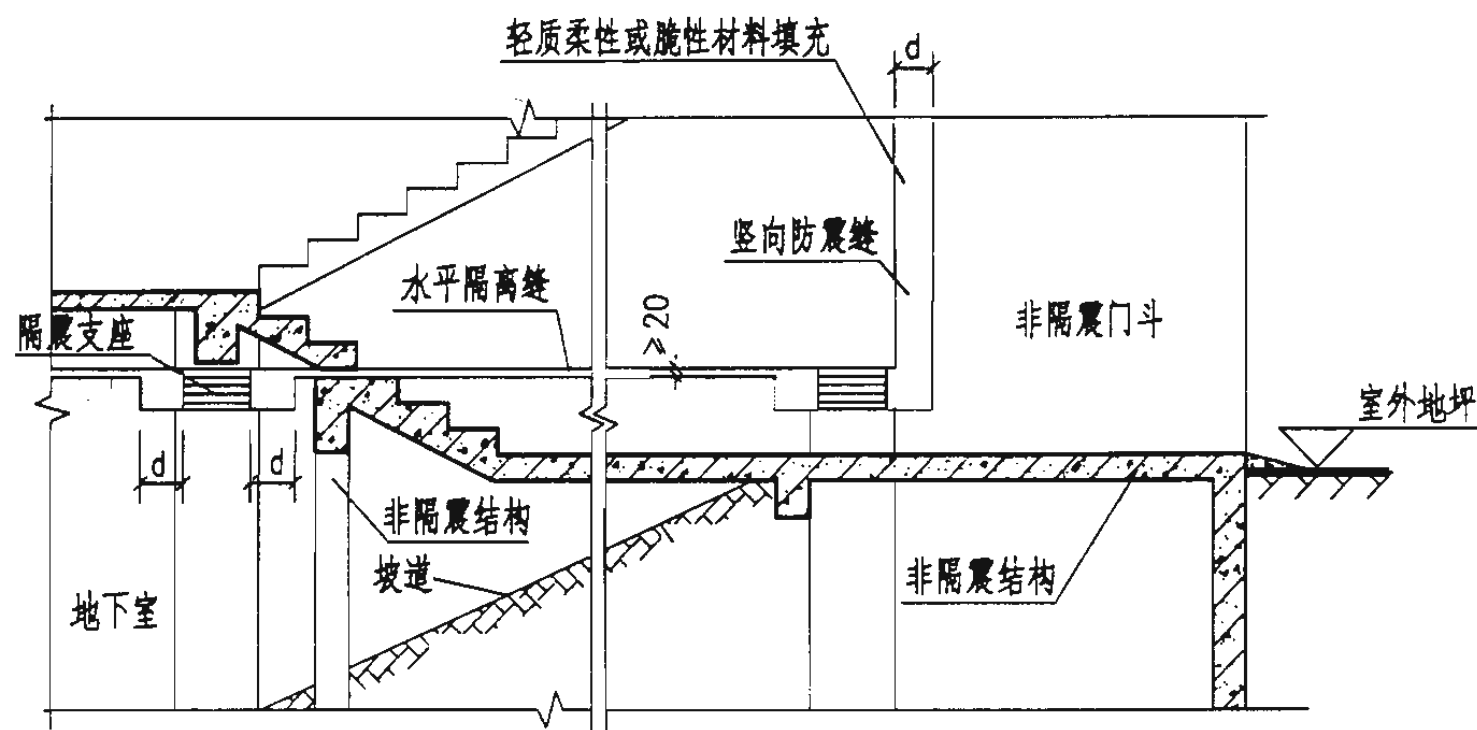 轻质柔性或脆性材料填充
d
竖向防震缝
水平隔离缝
≥20
非隔震门斗
隔震支座
室外地坪
d
d
非隔震结构
坡道
非隔震结构
地下室